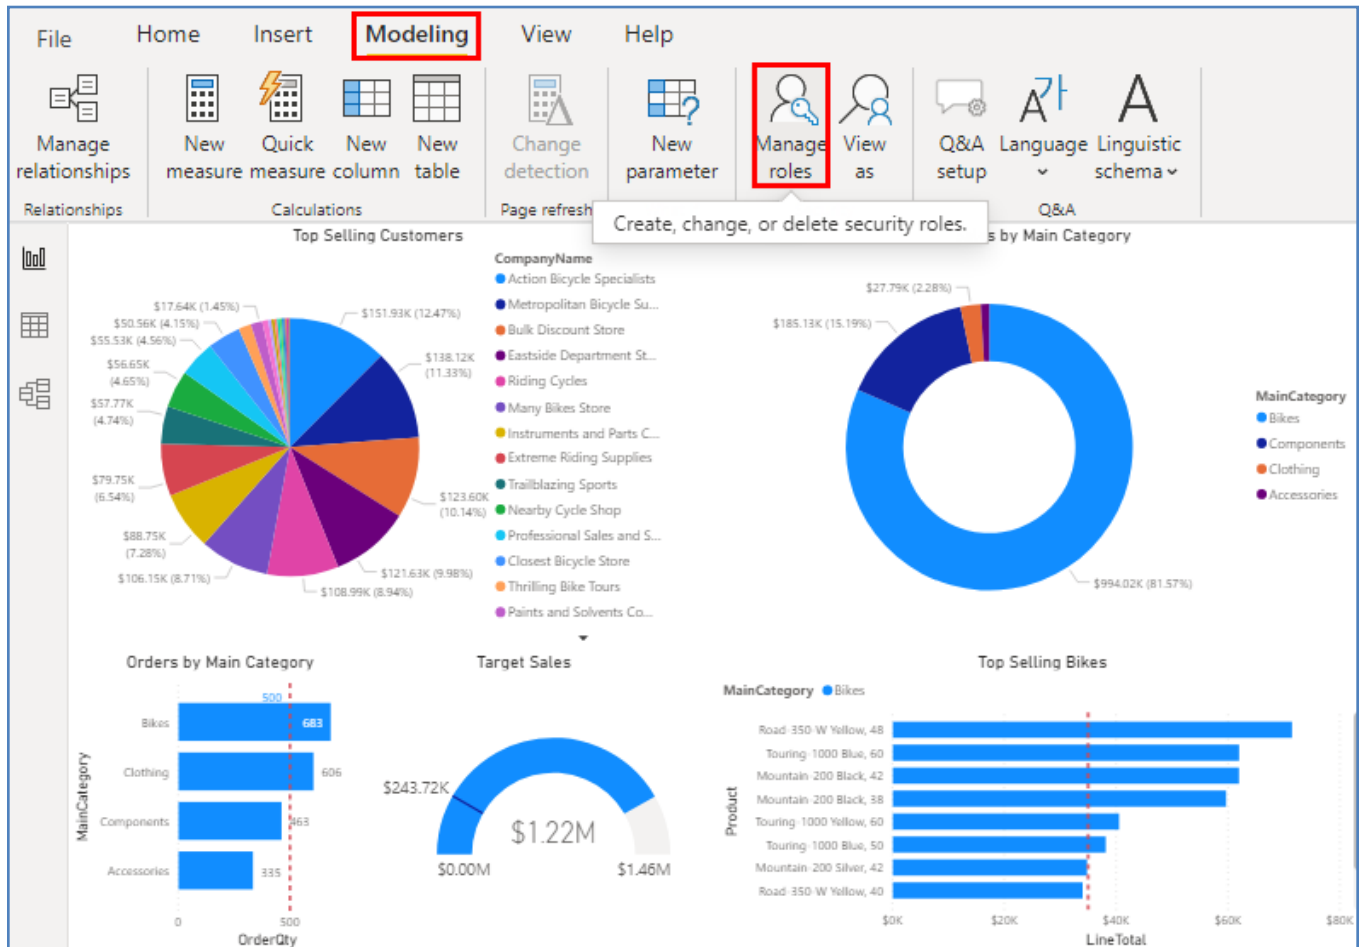 File Home Insert Modeling View Help
Manage relationships
New measure
Quick measure
New column
New table
Change detection
New parameter
Manage roles
View as
Q&A setup
Language
Linguistic schema
Relationships
Calculations
Page refresh
Q&A
Create, change, or delete security roles.
Top Selling Customers
CompanyName
Action Bicycle Specialists
Metropolitan Bicycle Su...
Bulk Discount Store
Eastside Department St...
Riding Cycles
Many Bikes Store
Instruments and Parts C...
Extreme Riding Supplies
Trailblazing Sports
Nearby Cycle Shop
Professional Sales and S...
Closest Bicycle Store
Thrilling Bike Tours
Paints and Solvents Co...
$17.64K (1.45%)
$50.56K (4.15%)
$55.53K (4.56%)
$56.65K
(4.65%)
$57.77K
(4.74%)
$79.75K
(6.54%)
$88.75K
(7.28%)
$106.15K (8.71%)
$108.99K (8.94%)
$121.63K (9.98%)
$123.60K
(10.14%)
$138.12K
(11.33%)
$151.93K (12.47%)
s by Main Category
$27.79K (2.28%)
$185.13K (15.19%)
$994.02K (81.57%)
MainCategory
Bikes
Components
Clothing
Accessories
Orders by Main Category
MainCategory
500
Bikes 683
Clothing 606
Components 463
Accessories 335
0 500
OrderQty
Target Sales
$243.72K
$1.22M
$0.00M $1.46M
Top Selling Bikes
MainCategory Bikes
Product
Road-350-W Yellow, 48
Touring-1000 Blue, 60
Mountain-200 Black, 42
Mountain-200 Black, 38
Touring-1000 Yellow, 60
Touring-1000 Blue, 50
Mountain-200 Silver, 42
Road-350-W Yellow, 40
$0K $20K $40K $60K $80K
LineTotal